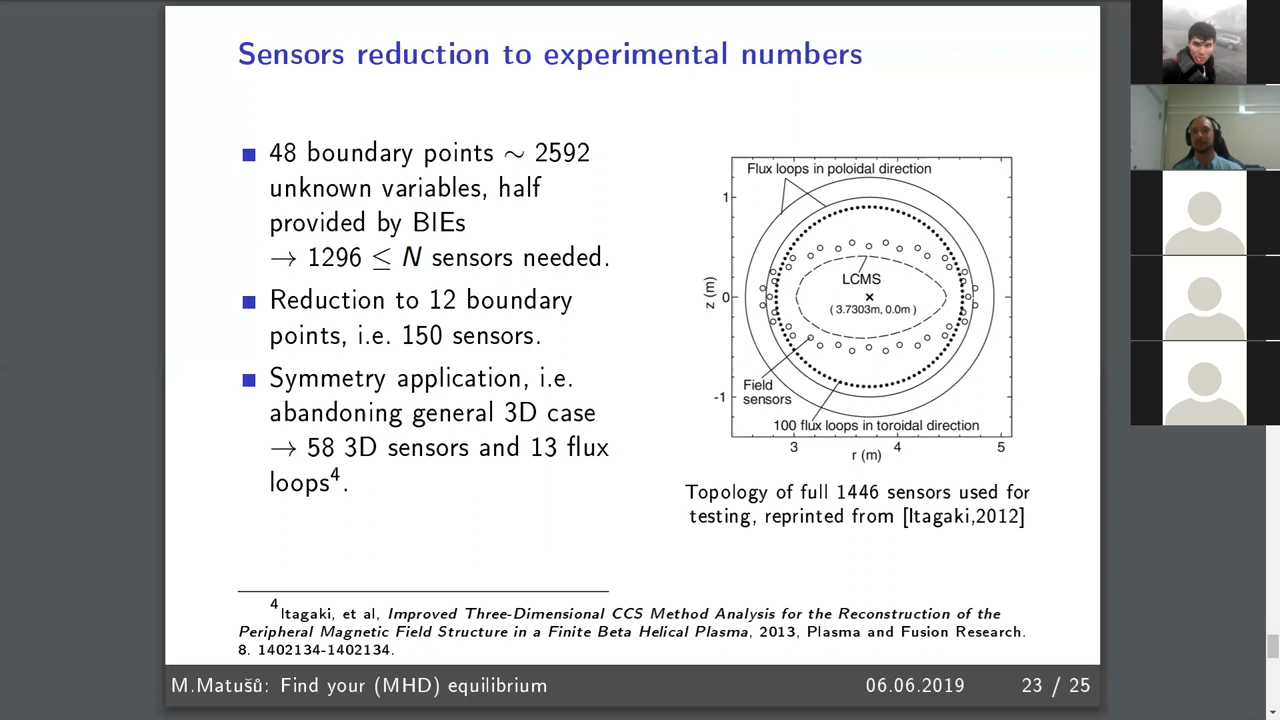 Sensors reduction to experimental numbers
48 boundary points ∼ 2592
unknown variables, half
provided by BIEs
→ 1296 ≤ N sensors needed.
Reduction to 12 boundary
points, i.e. 150 sensors.
Symmetry application, i.e.
abandoning general 3D case
→ 58 3D sensors and 13 flux
loops4.
Flux loops in poloidal direction
1
LCMS
z (m)
0
( 3.7303m, 0.0m )
Field
sensors
-1
100 flux loops in toroidal direction
3 4 5
r (m)
Topology of full 1446 sensors used for
testing, reprinted from [Itagaki,2012]
4Itagaki, et al, Improved Three-Dimensional CCS Method Analysis for the Reconstruction of the
Peripheral Magnetic Field Structure in a Finite Beta Helical Plasma, 2013, Plasma and Fusion Research.
8. 1402134-1402134.
M.Matušů: Find your (MHD) equilibrium 06.06.2019 23 / 25